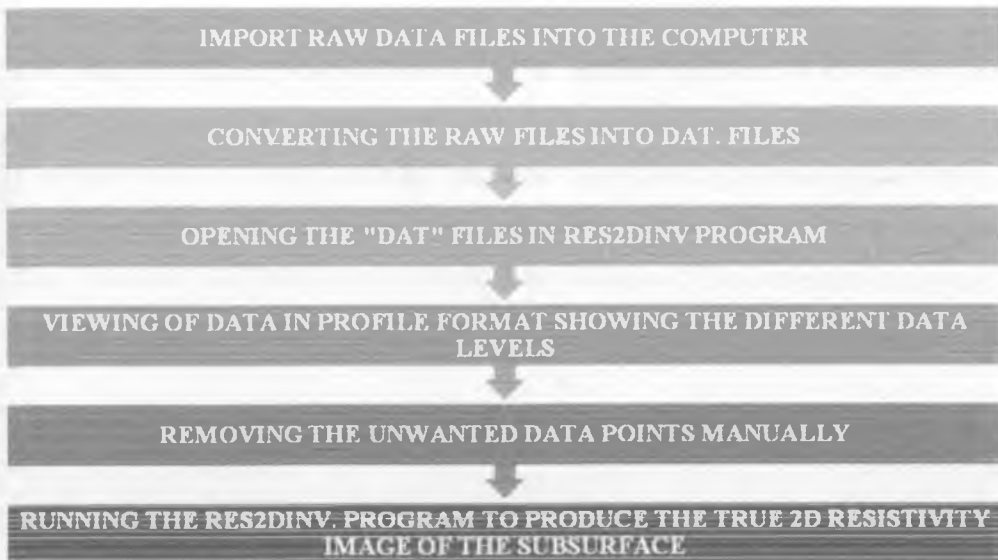 IMPORT RAW DATA FILES INTO THE COMPUTER
CONVERTING THE RAW FILES INTO DAT. FILES
OPENING THE "DAT" FILES IN RES2DINV PROGRAM
VIEWING OF DATA IN PROFILE FORMAT SHOWING THE DIFFERENT DATA
LEVELS
REMOVING THE UNWANTED DATA POINTS MANUALLY
RUNNING THE RES2DINV. PROGRAM TO PRODUCE THE TRUE 2D RESISTIVITY
IMAGE OF THE SUBSURFACE